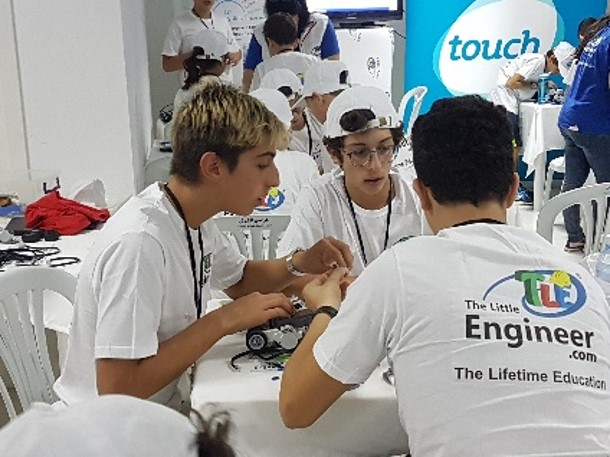 touch
TLE
The Little
Engineer
.com
The Lifetime Education